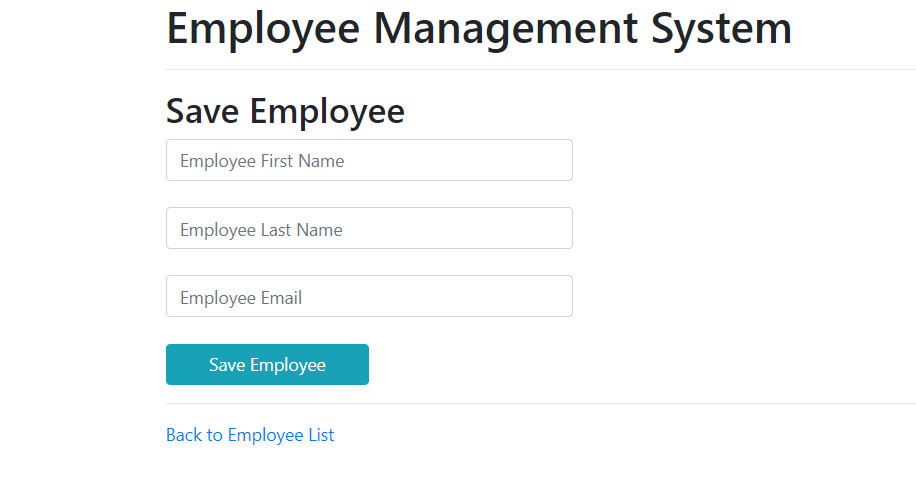 Employee Management System
Save Employee
Employee First Name
Employee Last Name
Employee Email
Save Employee
Back to Employee List